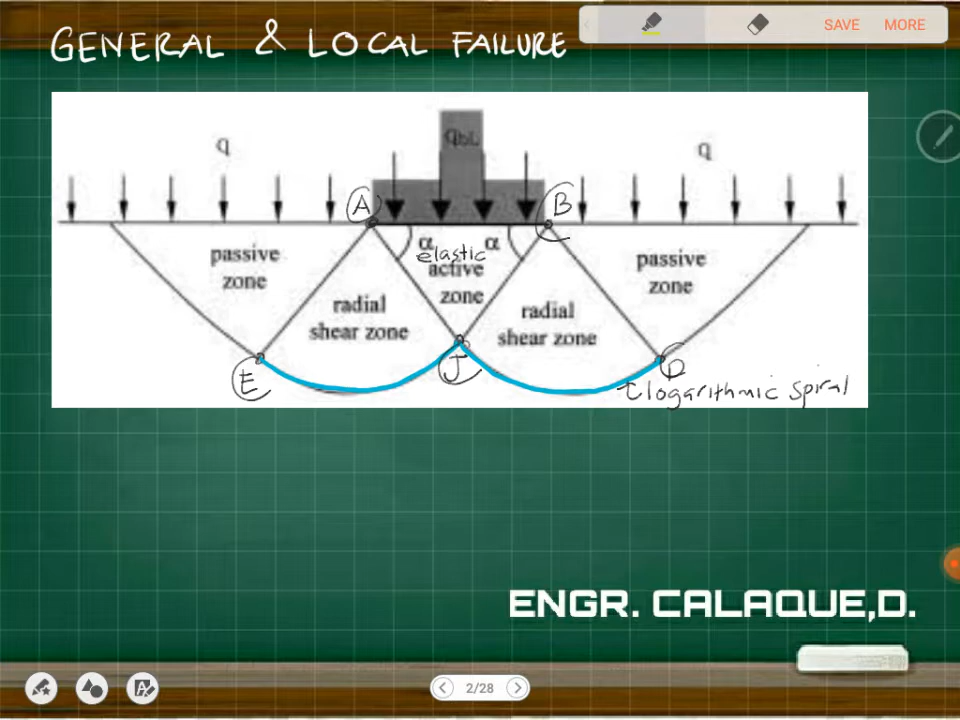 GENERAL & LOCAL FAILURE
SAVE MORE
q
q
A
B
α
elastic
α
passive
zone
active
zone
passive
zone
radial
shear zone
radial
shear zone
E
J
D
logarithmic spiral
ENGR. CALAQUE,D.
2/28